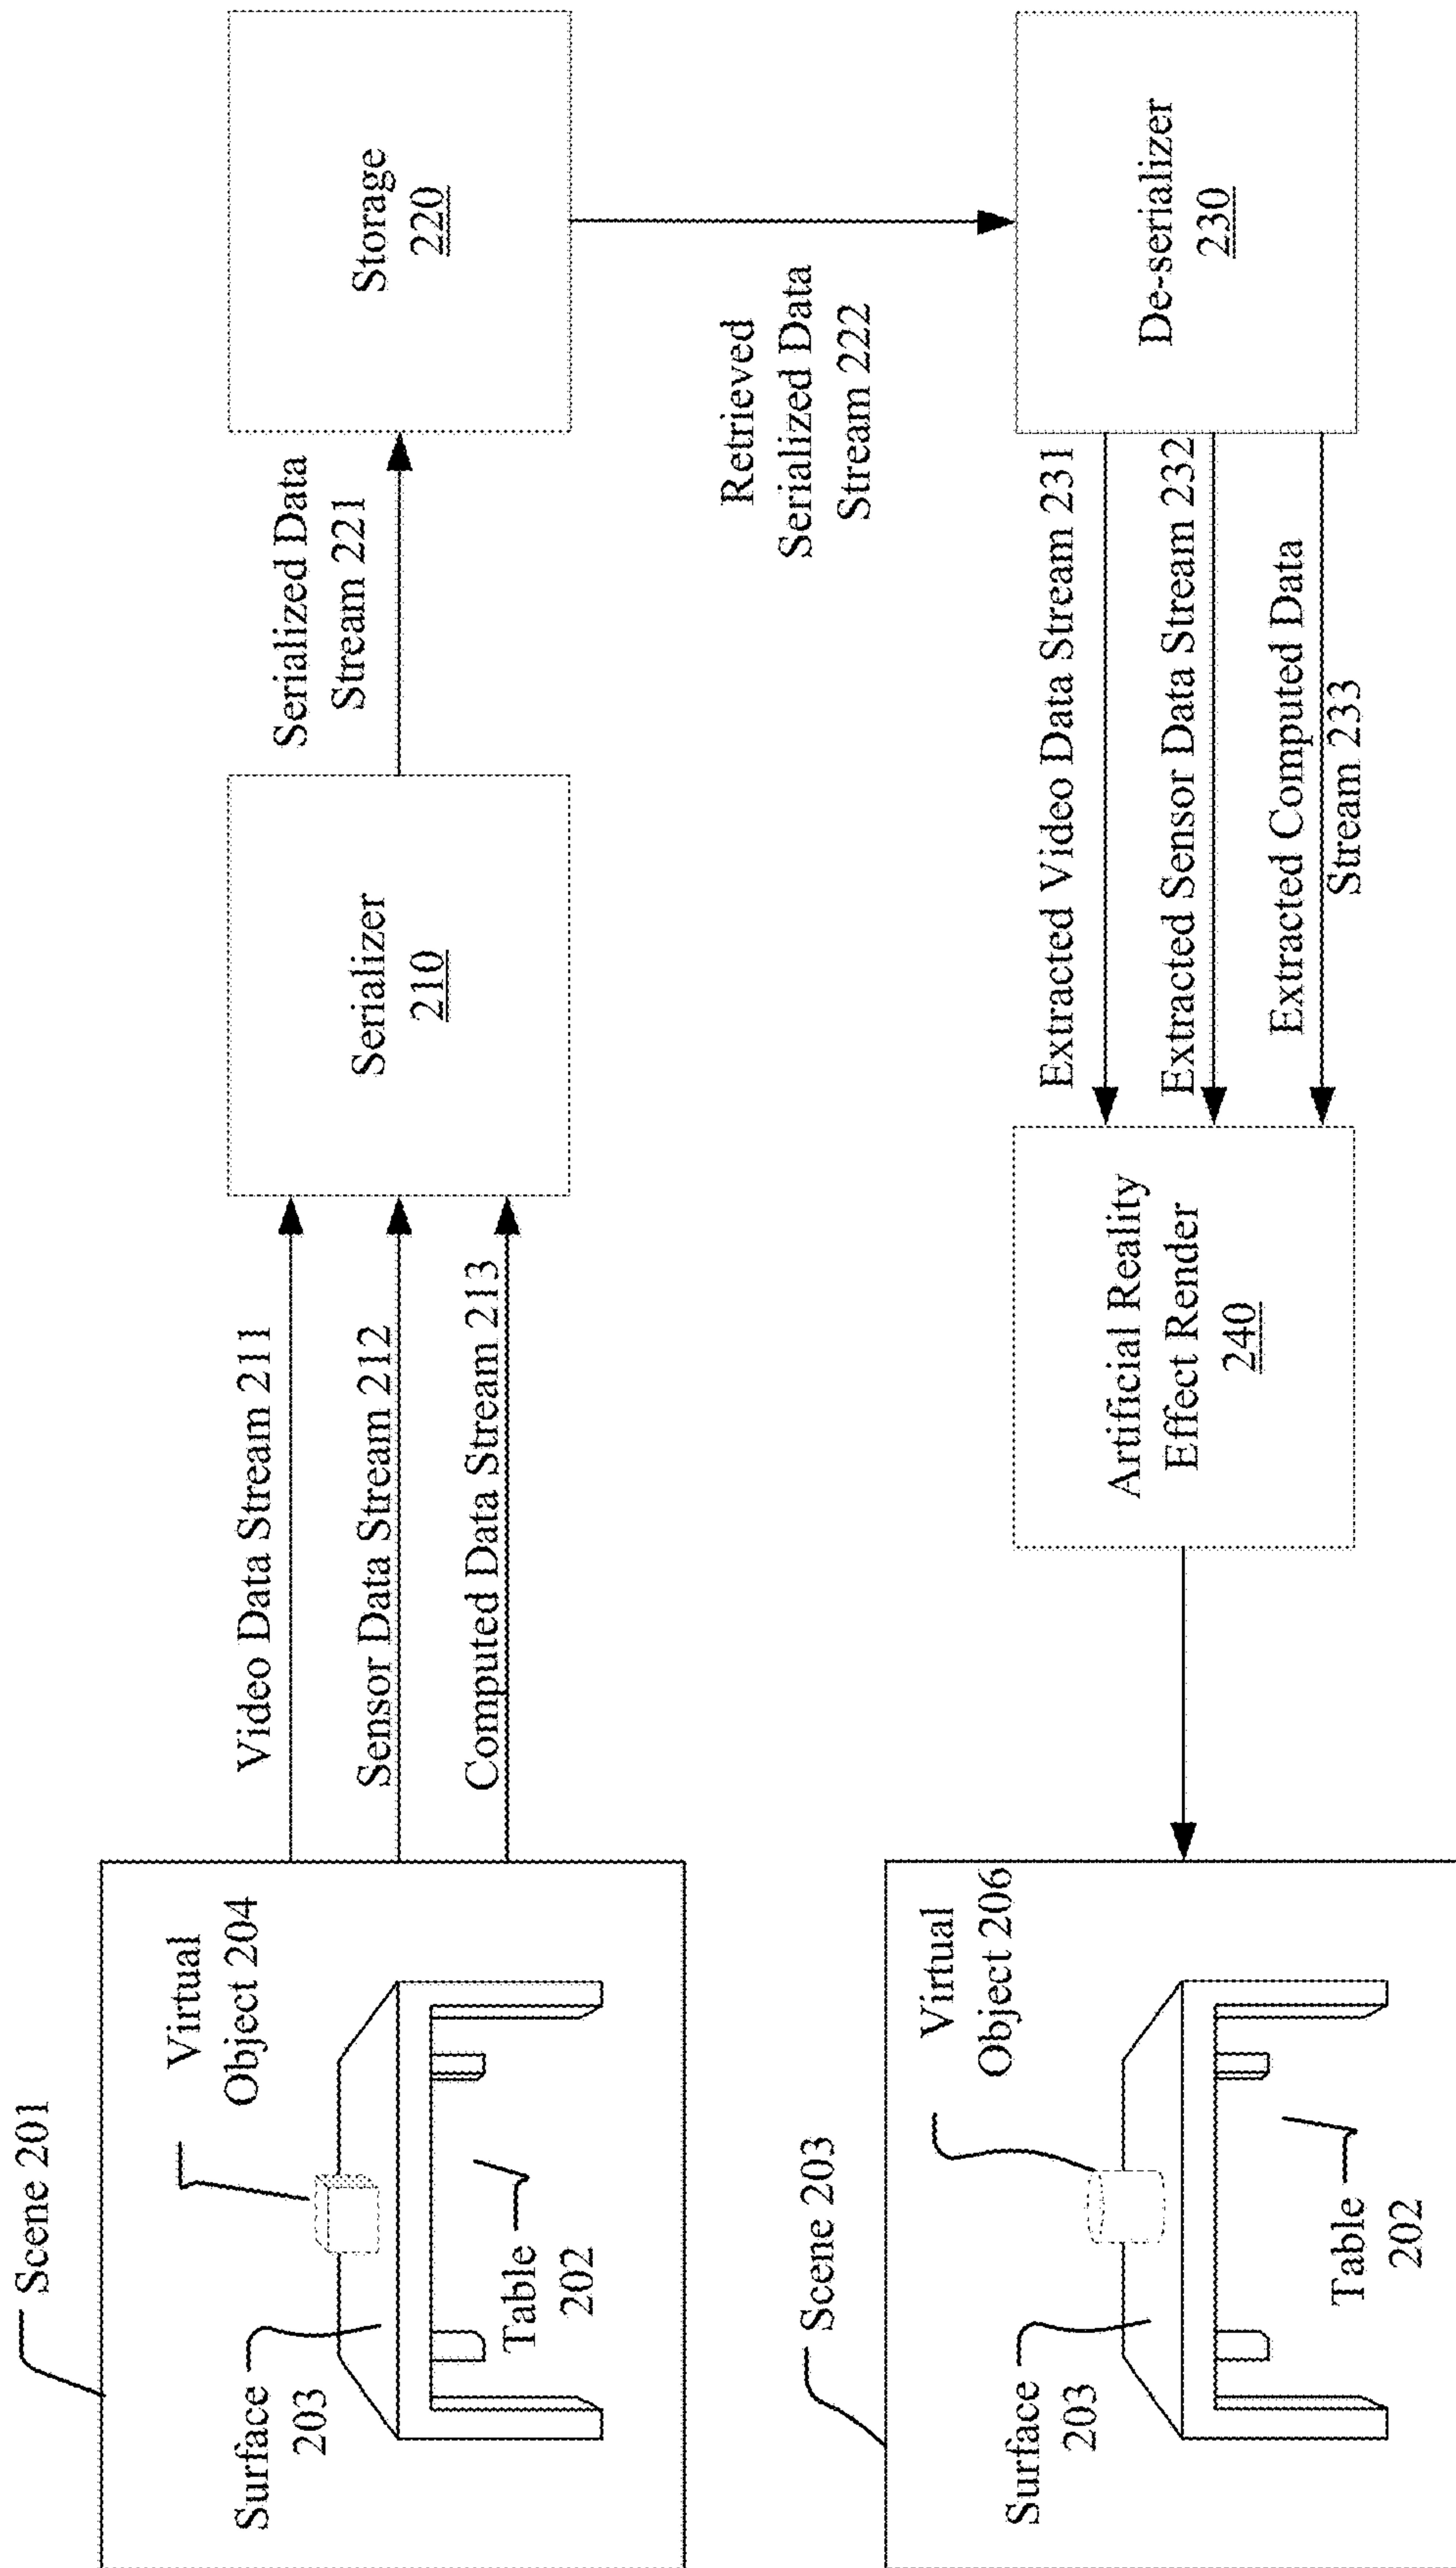 Scene 201
Virtual
Object 204
Surface
203
Table
202
Video Data Stream 211
Sensor Data Stream 212
Computed Data Stream 213
Serializer
210
Serialized Data
Stream 221
Storage
220
Retrieved
Serialized Data
Stream 222
De-serializer
230
Extracted Video Data Stream 231
Extracted Sensor Data Stream 232
Extracted Computed Data
Stream 233
Artificial Reality
Effect Render
240
Scene 203
Virtual
Object 206
Surface
203
Table
202